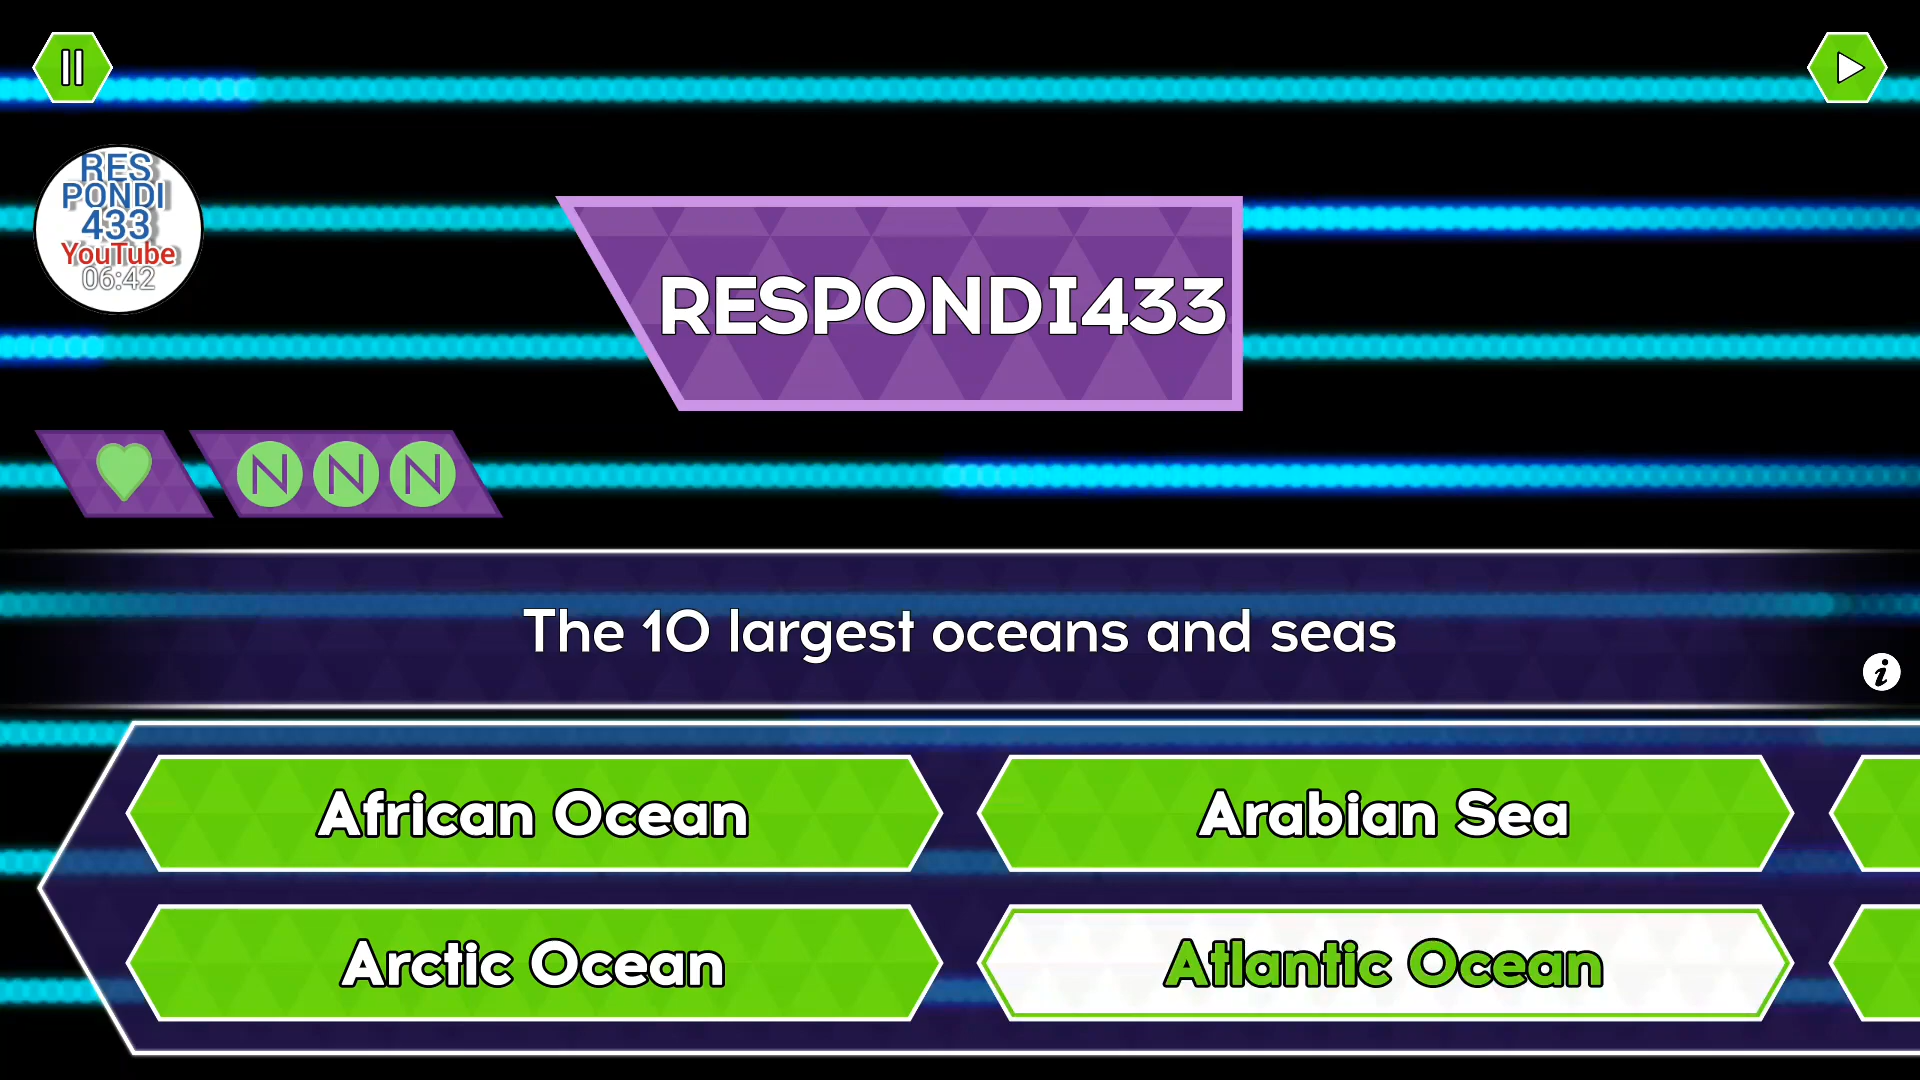 RES
PONDI
433
YouTube
06:42
RESPONDI433
N N N
The 10 largest oceans and seas
i
African Ocean
Arabian Sea
Arctic Ocean
Atlantic Ocean